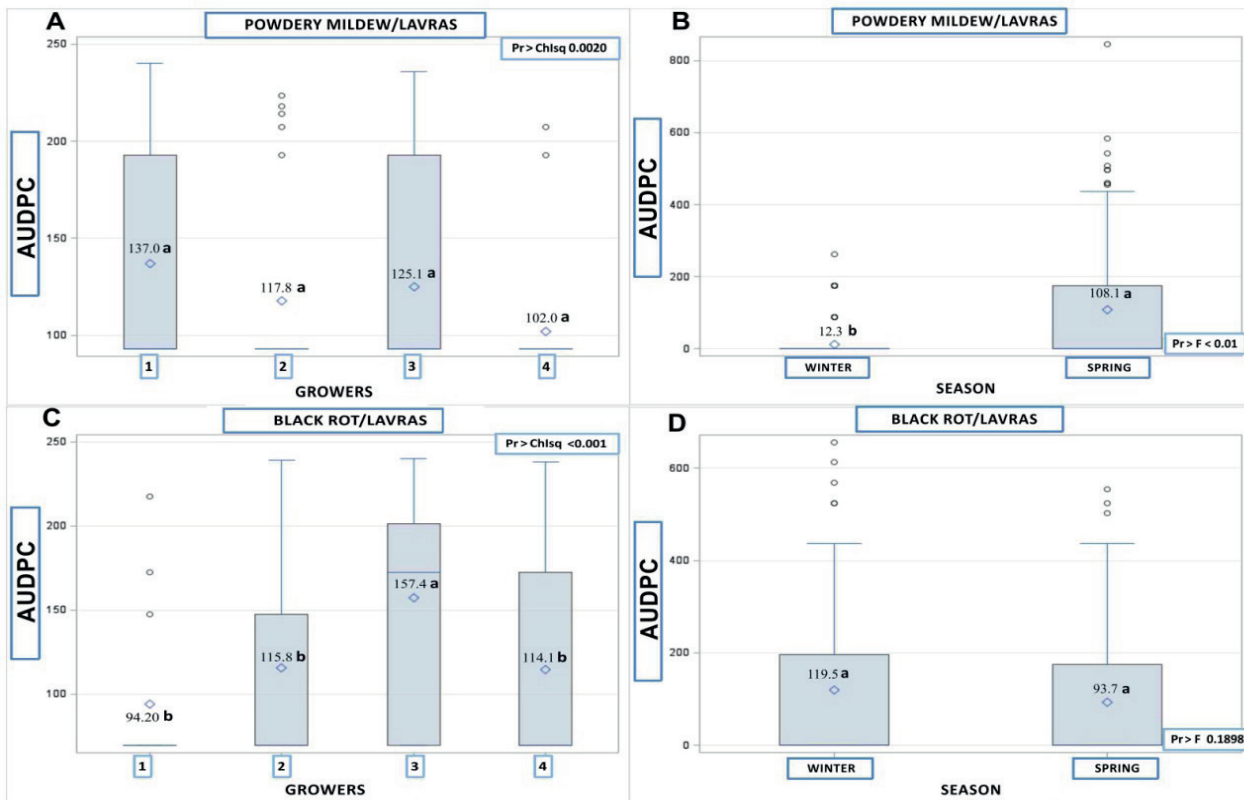 A
POWDERY MILDEW/LAVRAS
Pr > ChIsq 0.0020
AUDPC
250
200
150
100
137.0 a
117.8 a
125.1 a
102.0 a
1 2 3 4
GROWERS
B
POWDERY MILDEW/LAVRAS
AUDPC
800
600
400
200
0
12.3 b
108.1 a
Pr > F < 0.01
WINTER SPRING
SEASON
C
BLACK ROT/LAVRAS
Pr > ChIsq <0.001
AUDPC
250
200
150
100
94.20 b
115.8 b
157.4 a
114.1 b
1 2 3 4
GROWERS
D
BLACK ROT/LAVRAS
AUDPC
600
400
200
0
119.5 a
93.7 a
Pr > F 0.1898
WINTER SPRING
SEASON